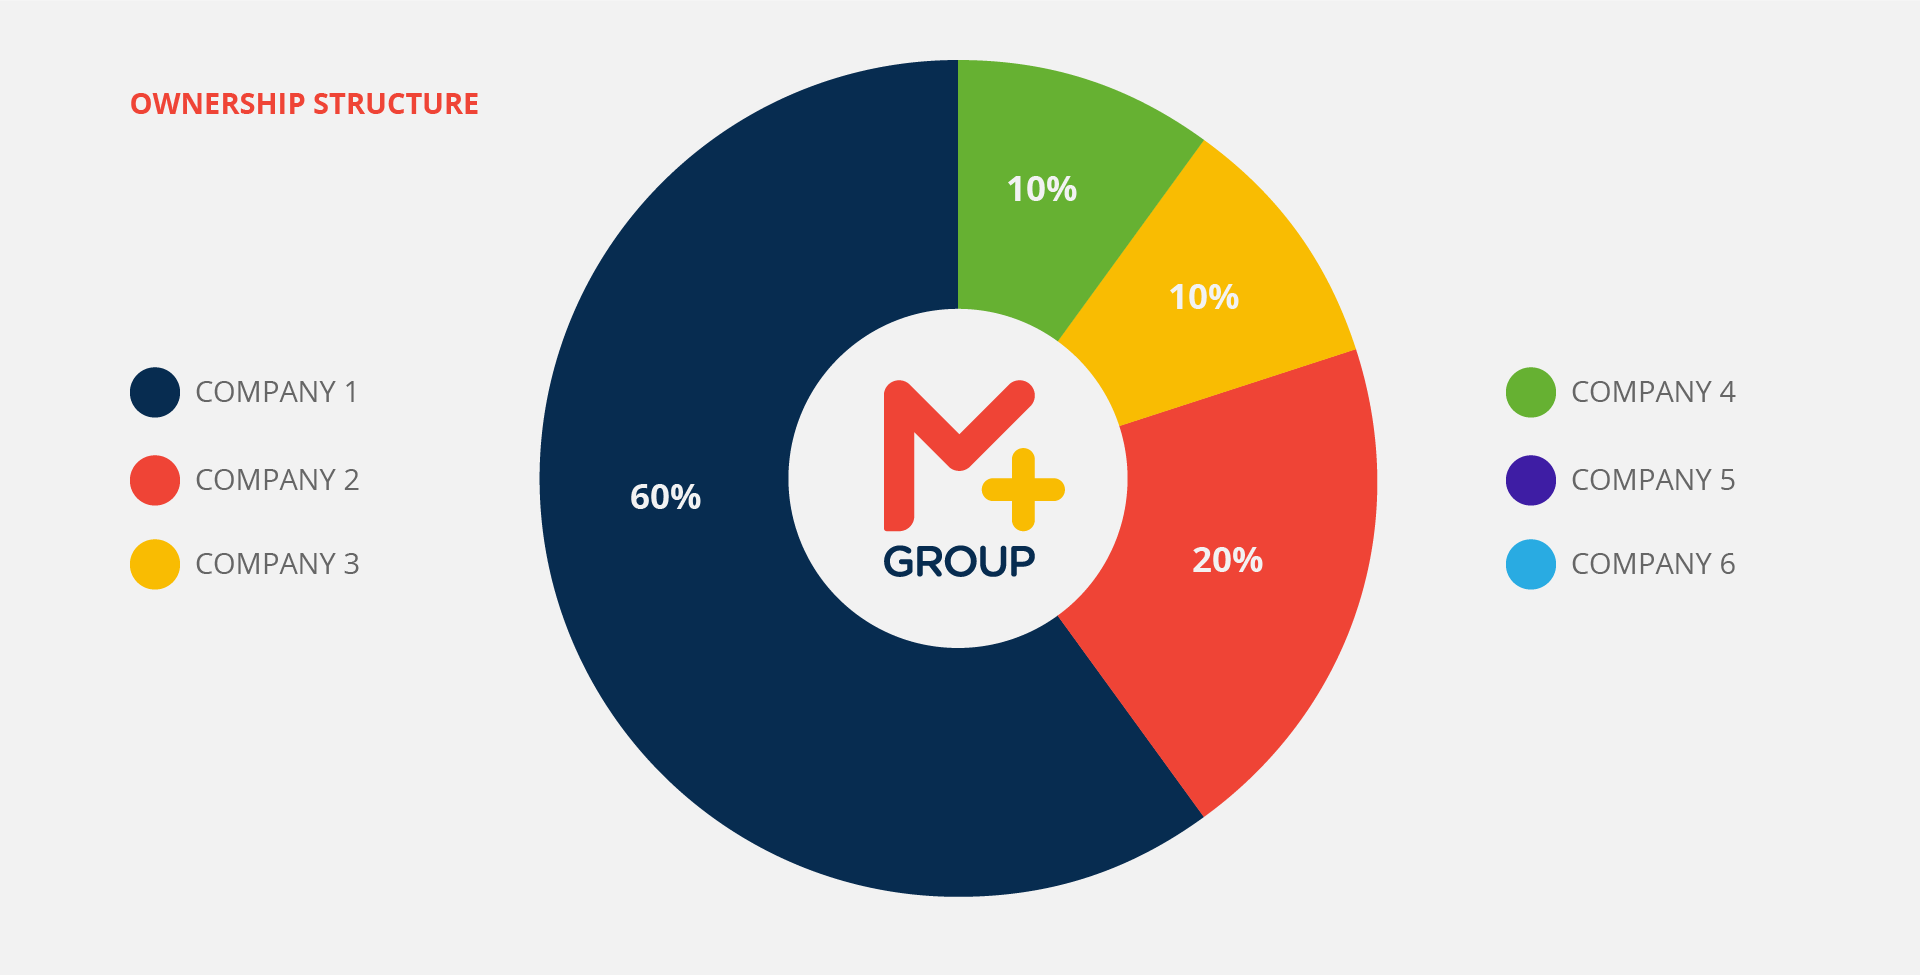 OWNERSHIP STRUCTURE
COMPANY 1
COMPANY 2
COMPANY 3
10%
10%
60%
20%
M+
GROUP
COMPANY 4
COMPANY 5
COMPANY 6